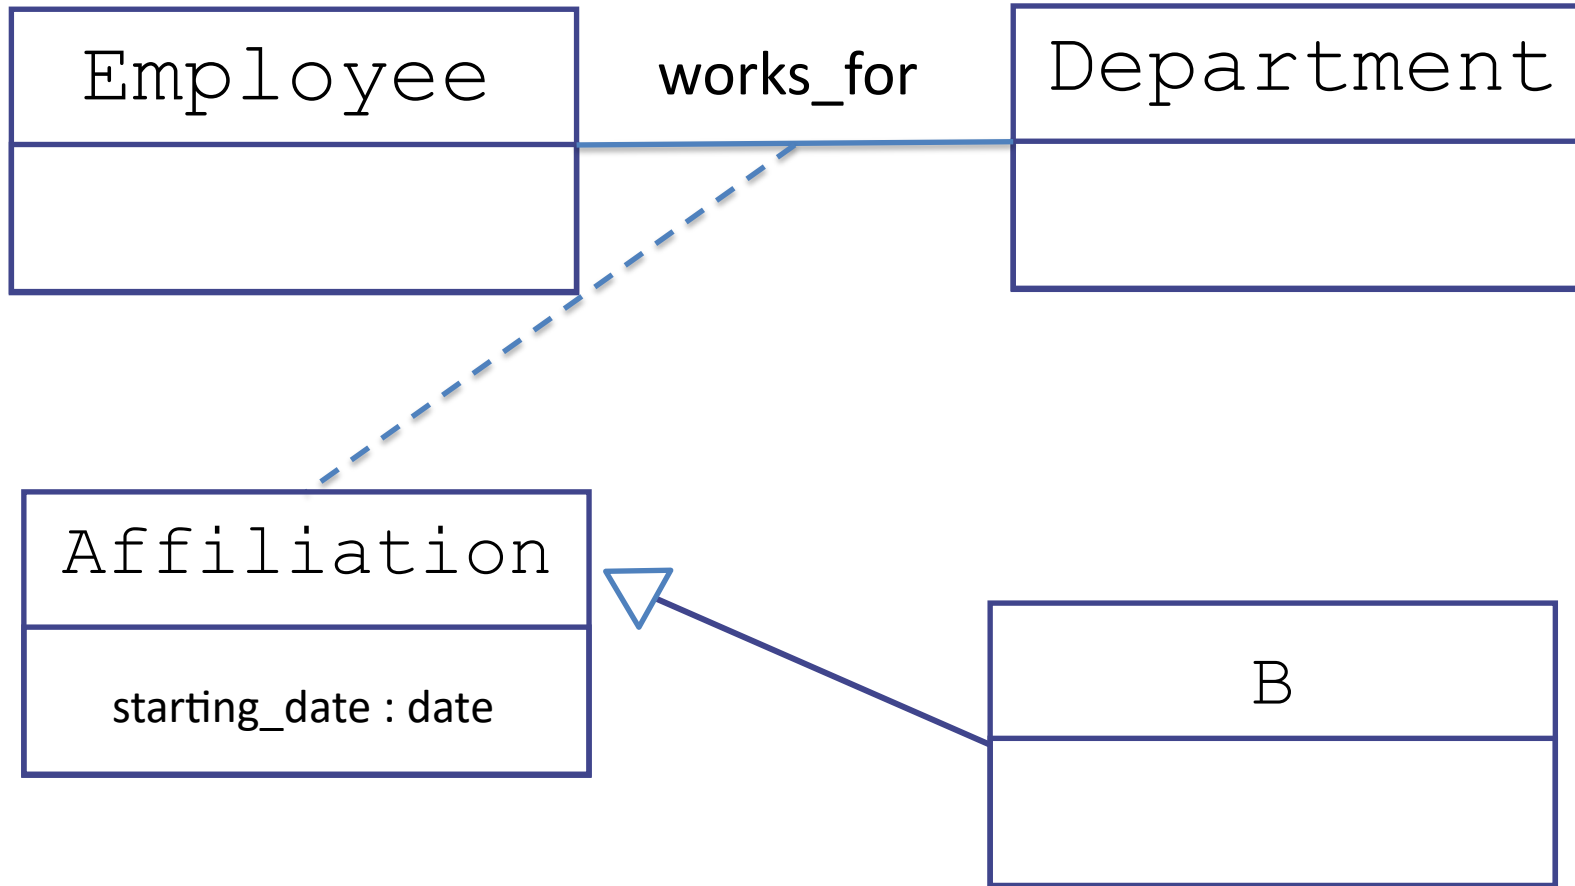 Employee
works_for
Department
Affiliation
starting_date : date
B